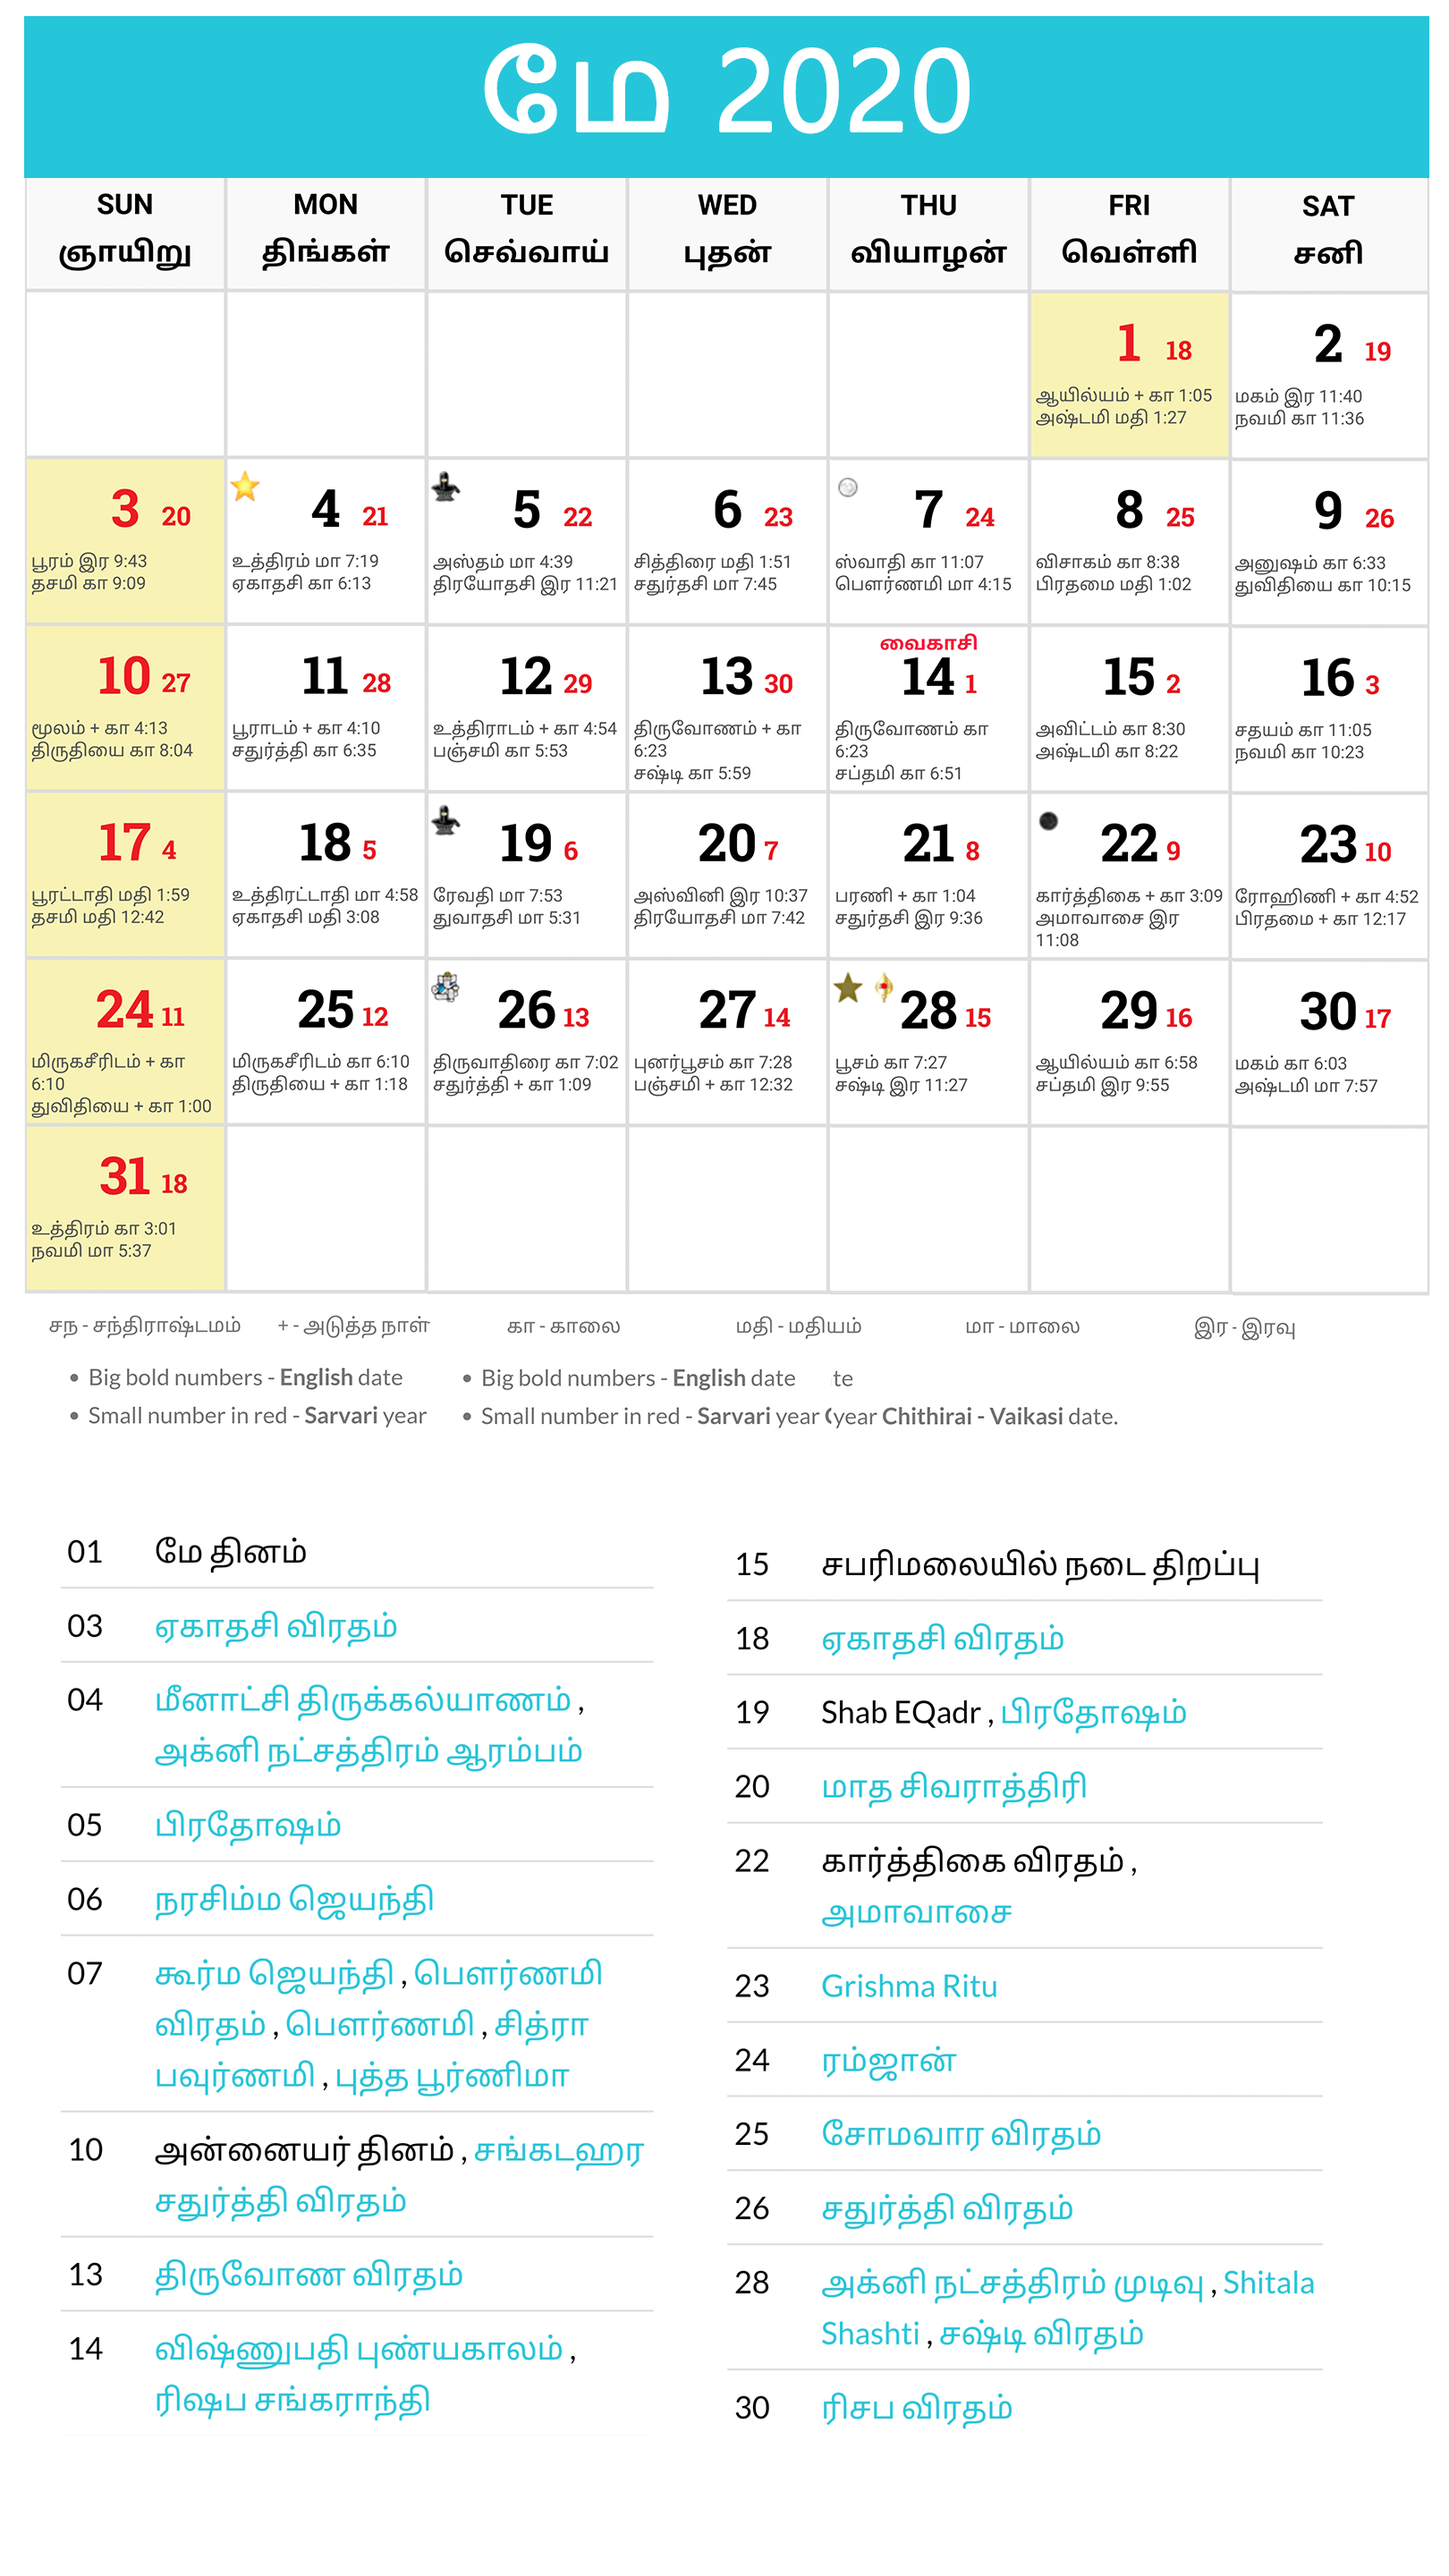 மே 2020
SUN MON TUE WED THU FRI SAT
ஞாயிறு திங்கள் செவ்வாய் புதன் வியாழன் வெள்ளி சனி
1 18
ஆயில்யம் + கா 1:05
அஷ்டமி மதி 1:27
2 19
மகம் இர 11:40
நவமி கா 11:36
3 20
பூரம் இர 9:43
தசமி கா 9:09
4 21
உத்திரம் மா 7:19
ஏகாதசி கா 6:13
5 22
அஸ்தம் மா 4:39
திரயோதசி இர 11:21
6 23
சித்திரை மதி 1:51
சதுர்தசி மா 7:45
7 24
ஸ்வாதி கா 11:07
பௌர்ணமி மா 4:15
8 25
விசாகம் கா 8:38
பிரதமை மதி 1:02
9 26
அனுஷம் கா 6:33
துவிதியை கா 10:15
10 27
மூலம் + கா 4:13
திருதியை கா 8:04
11 28
பூராடம் + கா 4:10
சதுர்த்தி கா 6:35
12 29
உத்திராடம் + கா 4:54
பஞ்சமி கா 5:53
13 30
திருவோணம் + கா
6:23
சஷ்டி கா 5:59
வைகாசி
14 1
திருவோணம் கா
6:23
சப்தமி கா 6:51
15 2
அவிட்டம் கா 8:30
அஷ்டமி கா 8:22
16 3
சதயம் கா 11:05
நவமி கா 10:23
17 4
பூரட்டாதி மதி 1:59
தசமி மதி 12:42
18 5
உத்திரட்டாதி மா 4:58
ஏகாதசி மதி 3:08
19 6
ரேவதி மா 7:53
துவாதசி மா 5:31
20 7
அஸ்வினி இர 10:37
திரயோதசி மா 7:42
21 8
பரணி + கா 1:04
சதுர்தசி இர 9:36
22 9
கார்த்திகை + கா 3:09
அமாவாசை இர
11:08
23 10
ரோஹிணி + கா 4:52
பிரதமை + கா 12:17
24 11
மிருகசீரிடம் + கா
6:10
துவிதியை + கா 1:00
25 12
மிருகசீரிடம் கா 6:10
திருதியை + கா 1:18
26 13
திருவாதிரை கா 7:02
சதுர்த்தி + கா 1:09
27 14
புனர்பூசம் கா 7:28
பஞ்சமி + கா 12:32
28 15
பூசம் கா 7:27
சஷ்டி இர 11:27
29 16
ஆயில்யம் கா 6:58
சப்தமி இர 9:55
30 17
மகம் கா 6:03
அஷ்டமி மா 7:57
31 18
உத்திரம் கா 3:01
நவமி மா 5:37
சந - சந்திராஷ்டமம் + - அடுத்த நாள் கா - காலை மதி - மதியம் மா - மாலை இர - இரவு
• Big bold numbers - English date • Big bold numbers - English date te
• Small number in red - Sarvari year • Small number in red - Sarvari year (year Chithirai - Vaikasi date.
01 மே தினம்
03 ஏகாதசி விரதம்
04 மீனாட்சி திருக்கல்யாணம் ,
அக்னி நட்சத்திரம் ஆரம்பம்
05 பிரதோஷம்
06 நரசிம்ம ஜெயந்தி
07 கூர்ம ஜெயந்தி , பௌர்ணமி
விரதம் , பௌர்ணமி , சித்ரா
பவுர்ணமி , புத்த பூர்ணிமா
10 அன்னையர் தினம் , சங்கடஹர
சதுர்த்தி விரதம்
13 திருவோண விரதம்
14 விஷ்ணுபதி புண்யகாலம் ,
ரிஷப சங்கராந்தி
15 சபரிமலையில் நடை திறப்பு
18 ஏகாதசி விரதம்
19 Shab EQadr , பிரதோஷம்
20 மாத சிவராத்திரி
22 கார்த்திகை விரதம் ,
அமாவாசை
23 Grishma Ritu
24 ரம்ஜான்
25 சோமவார விரதம்
26 சதுர்த்தி விரதம்
28 அக்னி நட்சத்திரம் முடிவு , Shitala
Shashti , சஷ்டி விரதம்
30 ரிசப விரதம்